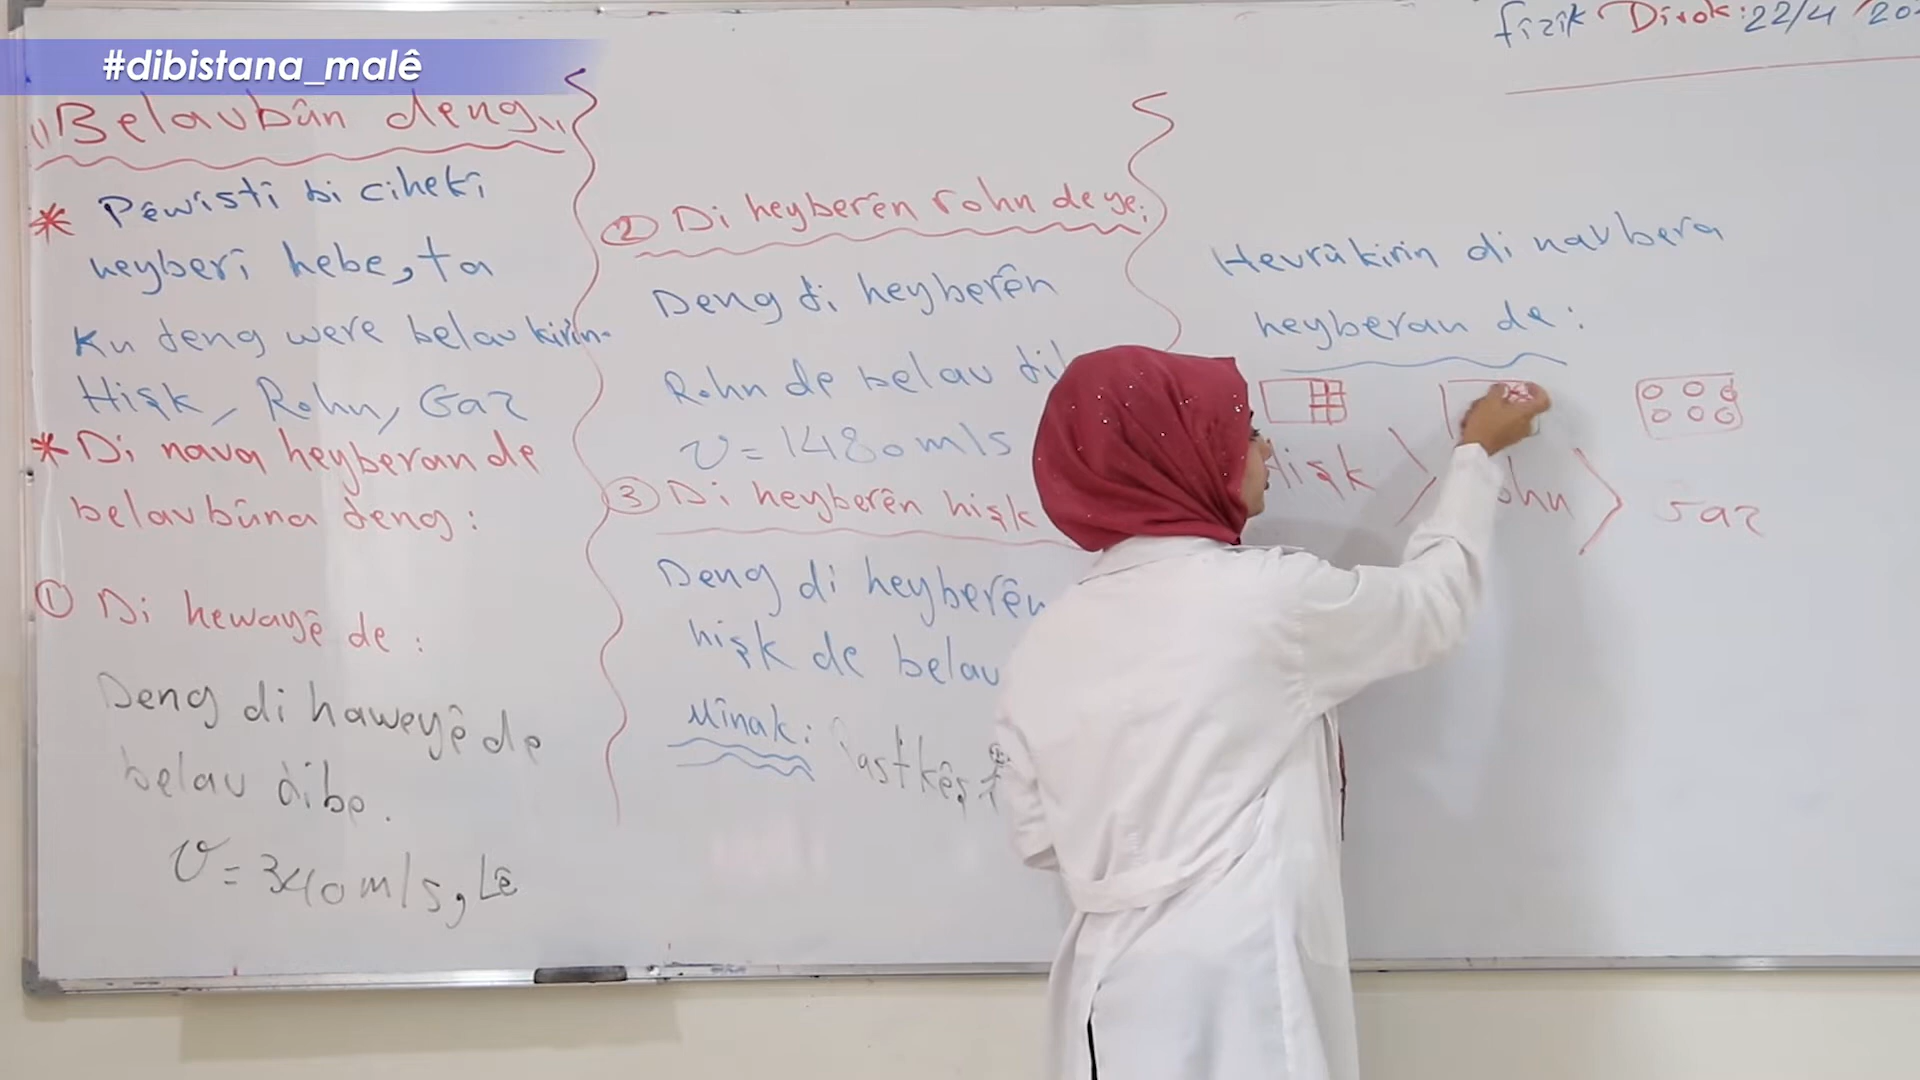 #dibistana_malê
fîzîk Dîrok: 22/4
"Belavbûn deng"
* Pêwîstî bi cihekî
heyberî hebe, ta
Ku deng were belav kirin.
Hişk, Rohn, Gaz
* Di nava heyberan de
belavbûna deng:
① Di hewayê de:
Deng di haweyê de
belav dibe.
v = 340 m/s, Lê
② Di heyberên rohn de ye:
Deng di heyberên
Rohn de belav
v = 1480 m/s
③ Di heyberên hişk
Deng di heyberên
hişk de belav
Mînak: Rastkêş
Hevrûkirin di navbera
heyberan de:
Hişk > Rohn > Gaz